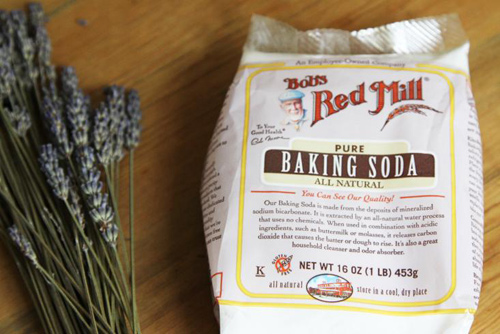 An Employee-Owned Company
Bob's
Red Mill
To Your
Good Health
PURE
BAKING SODA
ALL NATURAL
You Can See Our Quality!
Our Baking Soda is made from the deposits of mineralized
sodium bicarbonate. It is extracted by an all-natural water process
that uses no chemicals. When used in combination with acidic
ingredients, such as buttermilk or molasses, it releases carbon
dioxide that causes the batter or dough to rise. It's also a great
household cleanser and odor absorber.
K
GLUTEN
FREE
NET WT 16 OZ (1 LB) 453g
all natural
store in a cool, dry place